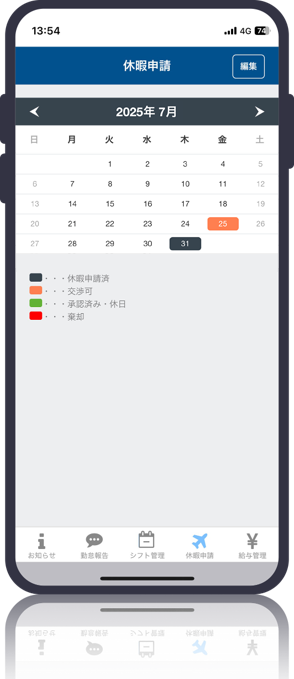 13:54 4G 74
休暇申請 編集
2025年 7月
日 月 火 水 木 金 土
1 2 3 4 5
6 7 8 9 10 11 12
13 14 15 16 17 18 19
20 21 22 23 24 25 26
27 28 29 30 31
・・・休暇申請済
・・・交渉可
・・・承認済み・休日
・・・棄却
お知らせ 勤怠報告 シフト管理 休暇申請 給与管理